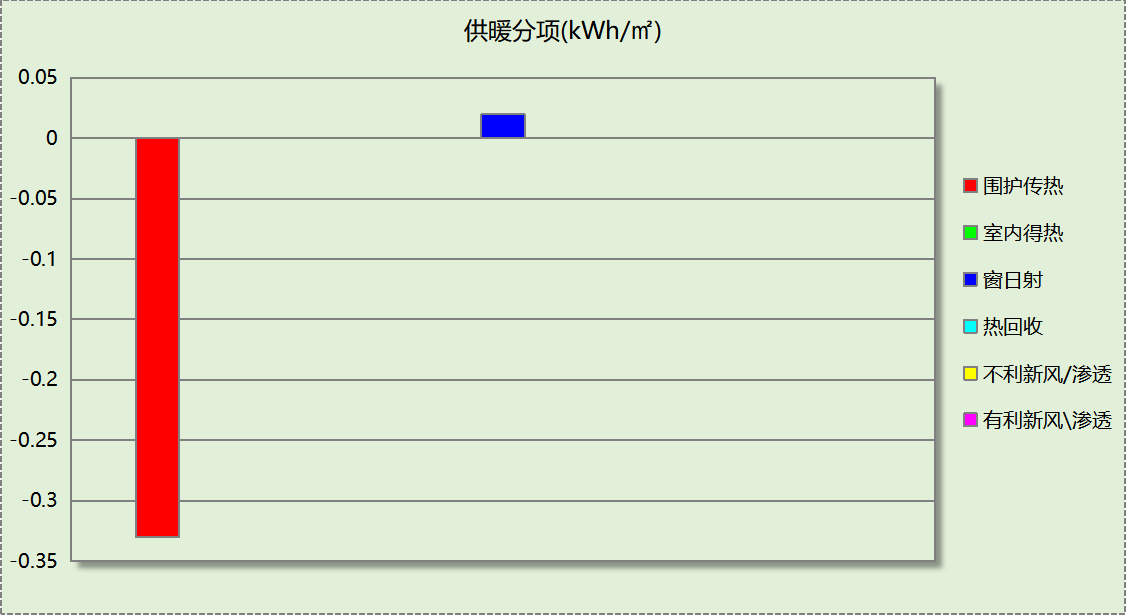 供暖分项(kWh/㎡)
0.05
0
-0.05
-0.1
-0.15
-0.2
-0.25
-0.3
-0.35
围护传热
室内得热
窗日射
热回收
不利新风/渗透
有利新风\渗透